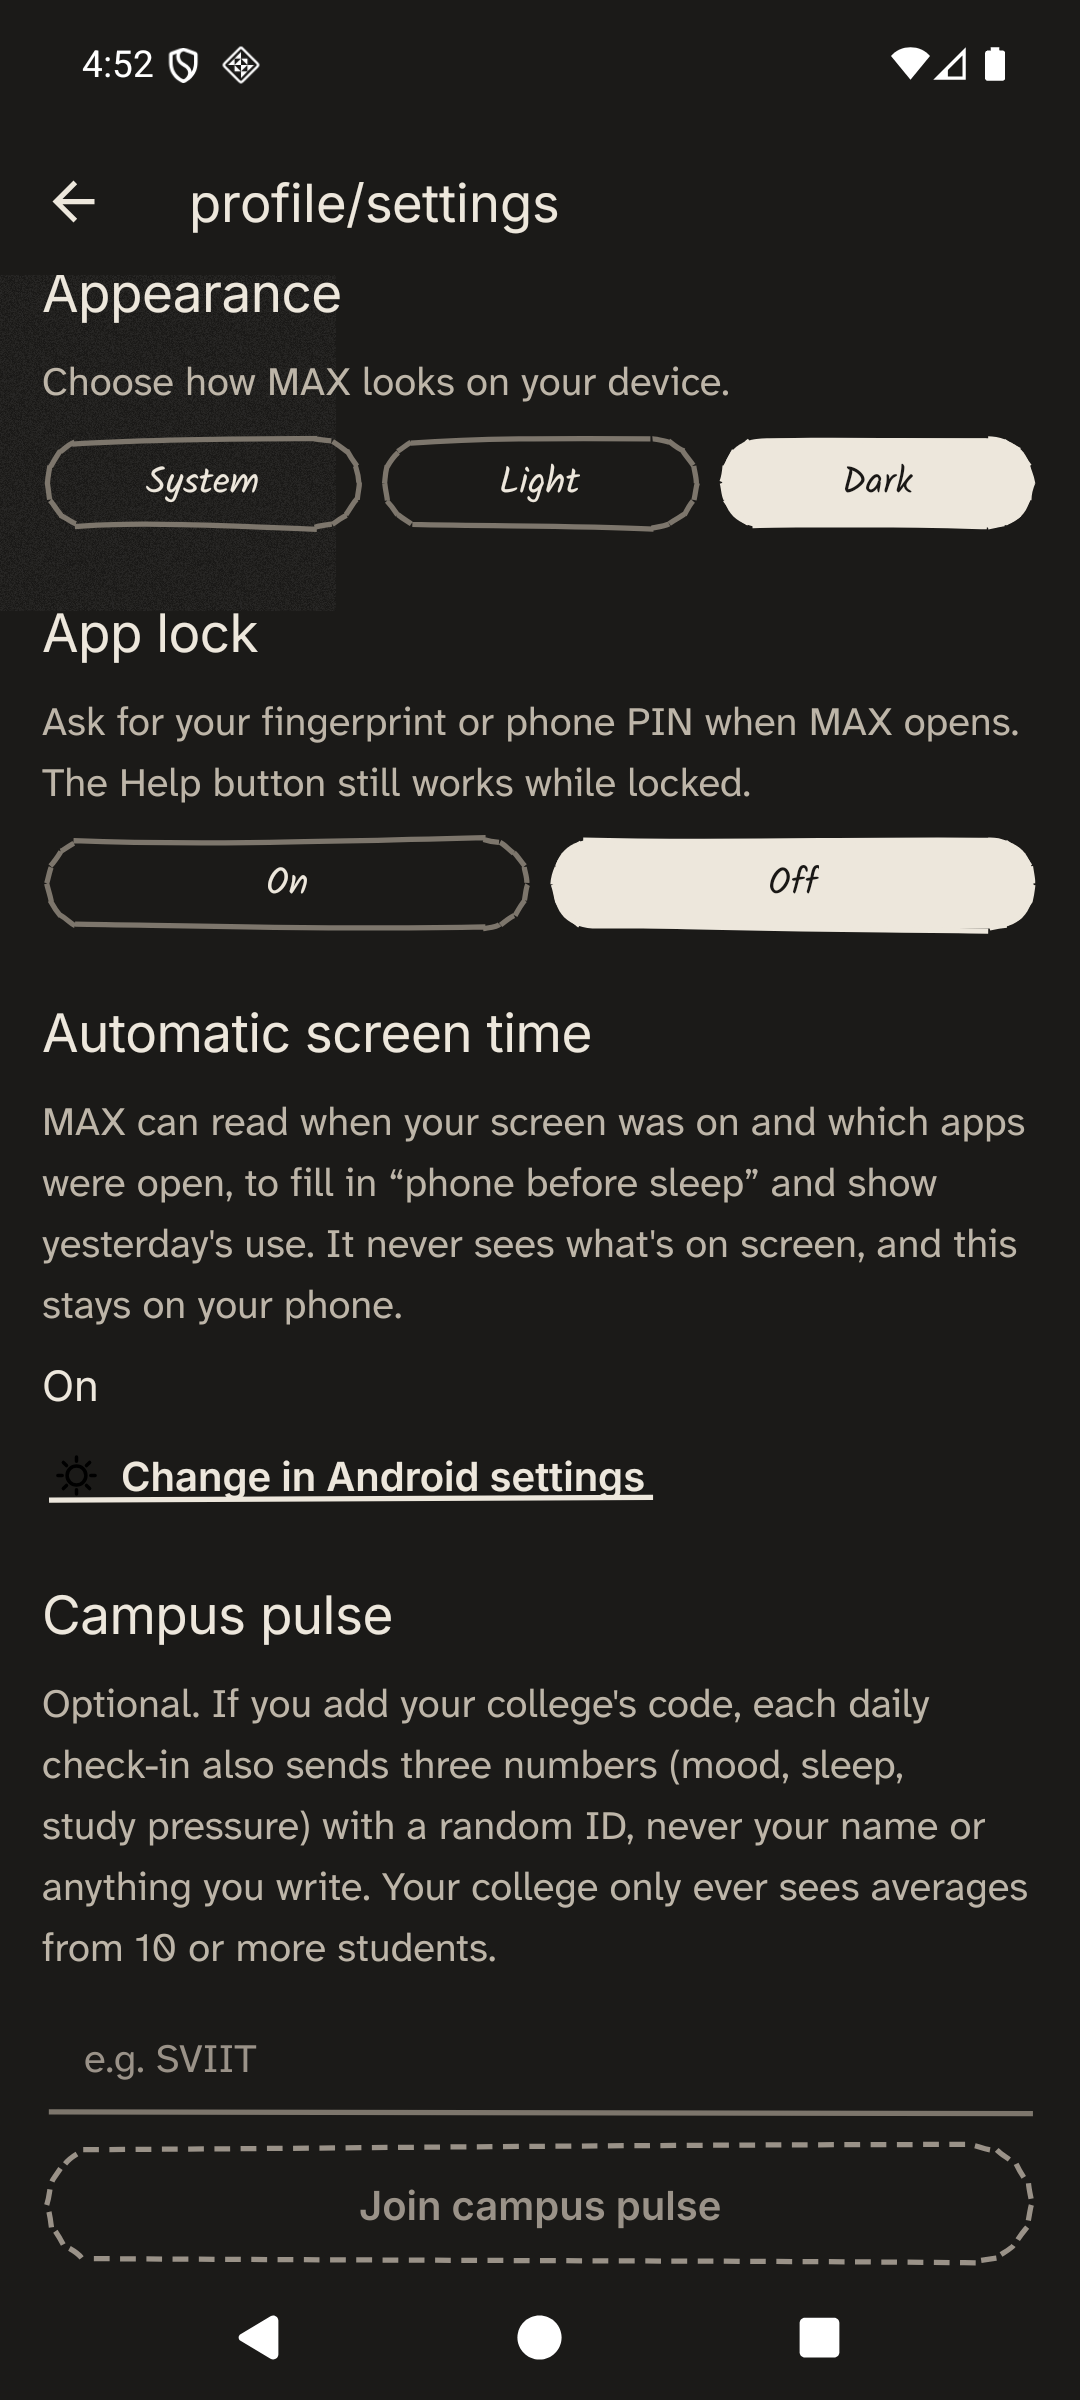 4:52
profile/settings
Appearance
Choose how MAX looks on your device.
System
Light
Dark
App lock
Ask for your fingerprint or phone PIN when MAX opens.
The Help button still works while locked.
On
Off
Automatic screen time
MAX can read when your screen was on and which apps
were open, to fill in “phone before sleep” and show
yesterday's use. It never sees what's on screen, and this
stays on your phone.
On
Change in Android settings
Campus pulse
Optional. If you add your college's code, each daily
check-in also sends three numbers (mood, sleep,
study pressure) with a random ID, never your name or
anything you write. Your college only ever sees averages
from 10 or more students.
e.g. SVIIT
Join campus pulse